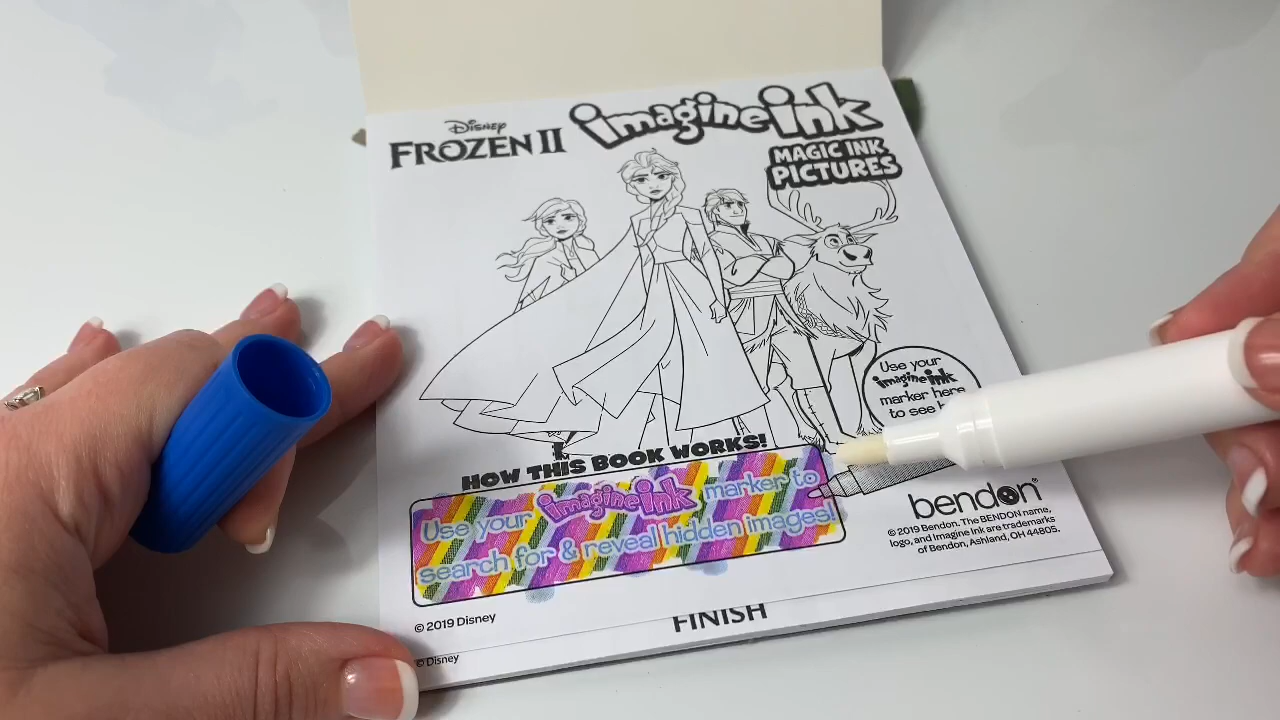 Disney
FROZEN II
imagine ink
MAGIC INK
PICTURES
Use your
imagine ink
marker here
to see
HOW THIS BOOK WORKS!
Use your imagine ink marker to
search for & reveal hidden images!
bendon®
© 2019 Bendon. The BENDON name,
logo, and Imagine Ink are trademarks
of Bendon, Ashland, OH 44805.
© 2019 Disney
FINISH
© Disney